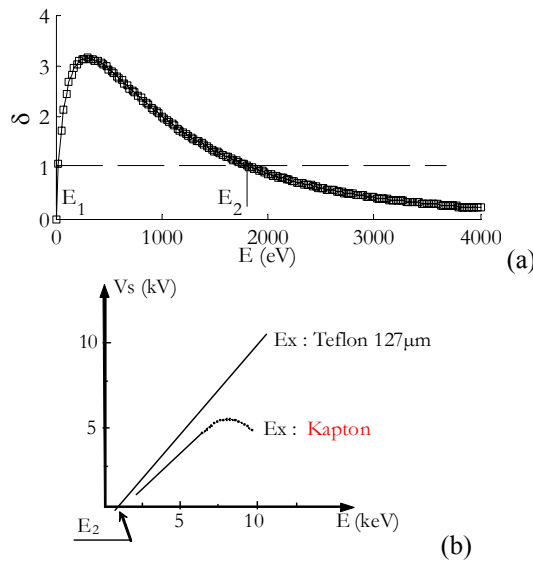 4
3
δ
2
1
E1
E2
0
0 1000 2000 3000 4000
E (eV)
(a)
Vs (kV)
10
Ex : Teflon 127μm
5
Ex : Kapton
5 10 E (keV)
E2
(b)